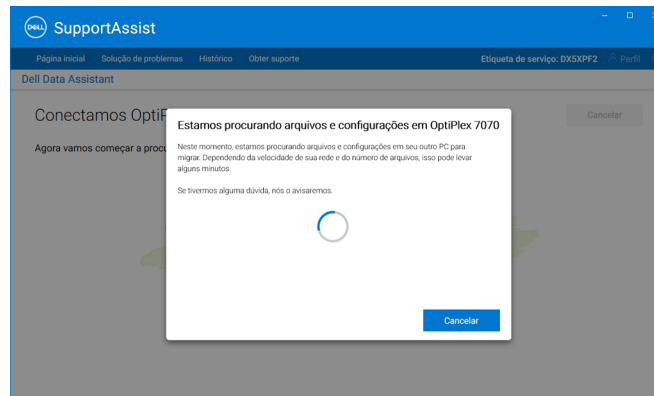 DELL SupportAssist
Página inicial Solução de problemas Histórico Obter suporte Etiqueta de serviço: DX5XPF2 Perfil
Dell Data Assistant
Conectamos OptiP
Cancelar
Agora vamos começar a procu
Estamos procurando arquivos e configurações em OptiPlex 7070
Neste momento, estamos procurando arquivos e configurações em seu outro PC para
migrar. Dependendo da velocidade de sua rede e do número de arquivos, isso pode levar
alguns minutos.
Se tivermos alguma dúvida, nós o avisaremos.
Cancelar